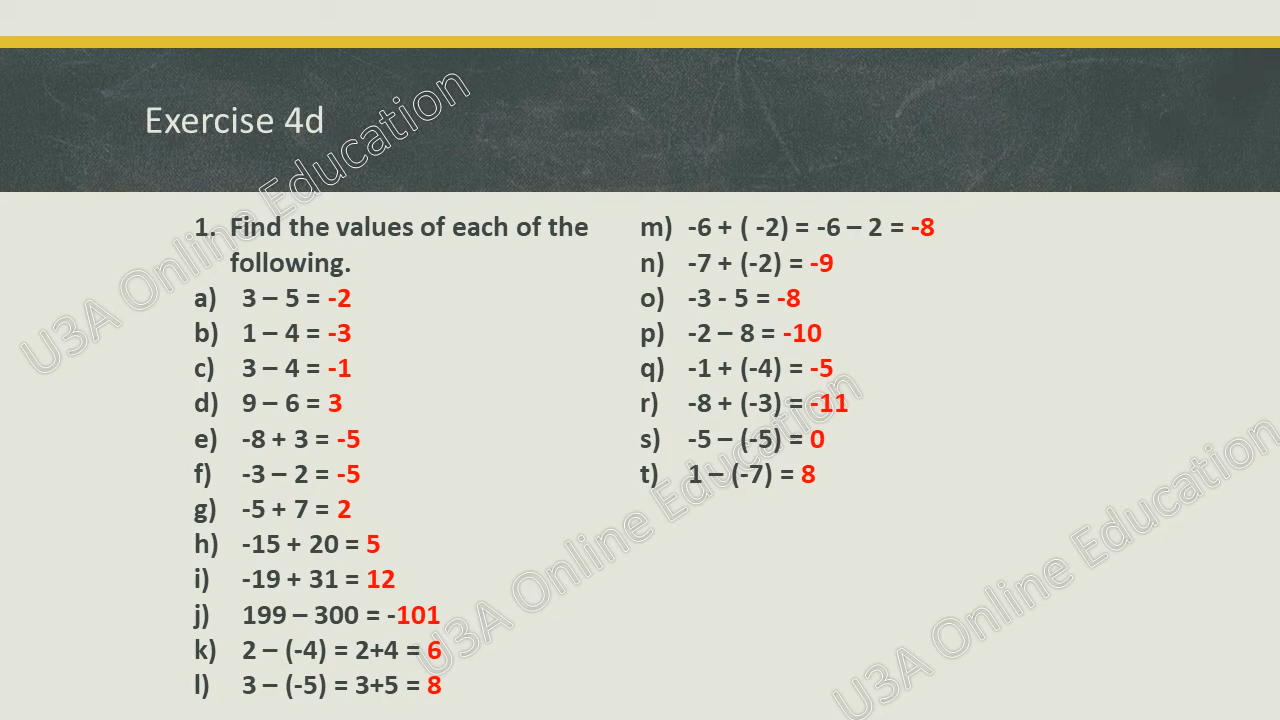 Exercise 4d
1. Find the values of each of the
following.
a) 3 – 5 = -2
b) 1 – 4 = -3
c) 3 – 4 = -1
d) 9 – 6 = 3
e) -8 + 3 = -5
f) -3 – 2 = -5
g) -5 + 7 = 2
h) -15 + 20 = 5
i) -19 + 31 = 12
j) 199 – 300 = -101
k) 2 – (-4) = 2+4 = 6
l) 3 – (-5) = 3+5 = 8
m) -6 + ( -2) = -6 – 2 = -8
n) -7 + (-2) = -9
o) -3 - 5 = -8
p) -2 – 8 = -10
q) -1 + (-4) = -5
r) -8 + (-3) = -11
s) -5 – (-5) = 0
t) 1 – (-7) = 8
U3A Online Education
U3A Online Education
U3A Online Education